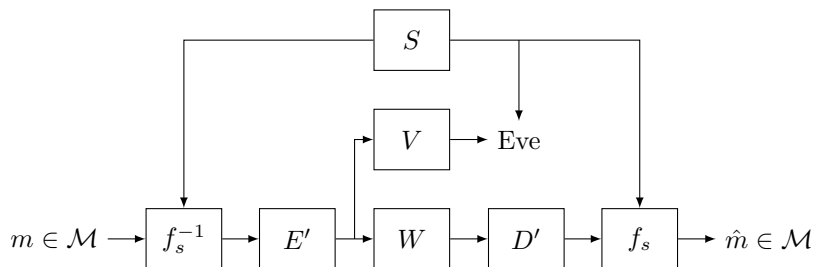 S
V
Eve
m ∈ ℳ
f_s^{-1}
E′
W
D′
f_s
m̂ ∈ ℳ